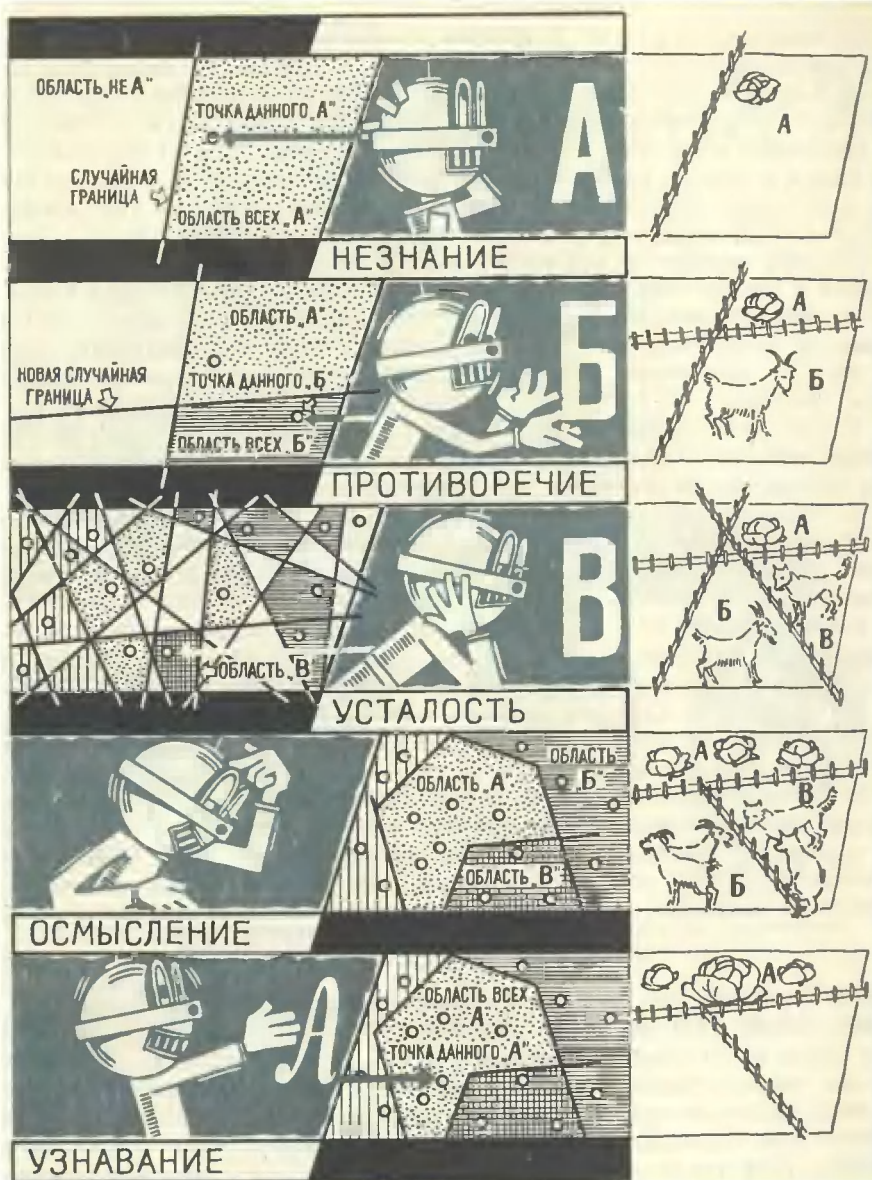 ОБЛАСТЬ „НЕ А"
ТОЧКА ДАННОГО „А"
СЛУЧАЙНАЯ
ГРАНИЦА
ОБЛАСТЬ ВСЕХ „А"
А
А
НЕЗНАНИЕ
ОБЛАСТЬ „А"
НОВАЯ СЛУЧАЙНАЯ
ГРАНИЦА
ТОЧКА ДАННОГО „Б"
ОБЛАСТЬ ВСЕХ „Б"
Б
А
Б
ПРОТИВОРЕЧИЕ
ОБЛАСТЬ „В
В
А
Б
В
УСТАЛОСТЬ
ОБЛАСТЬ „А"
ОБЛАСТЬ
„Б"
ОБЛАСТЬ „В"
А
В
Б
ОСМЫСЛЕНИЕ
А
ОБЛАСТЬ ВСЕХ
А
ТОЧКА ДАННОГО „А"
А
УЗНАВАНИЕ